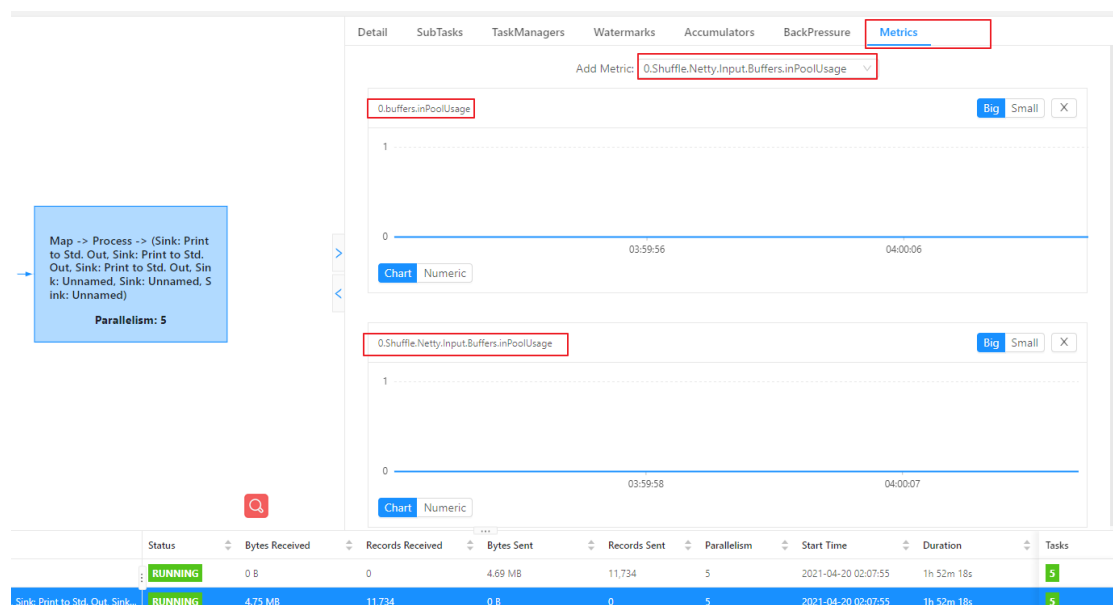 Detail SubTasks TaskManagers Watermarks Accumulators BackPressure Metrics
Add Metric: 0.Shuffle.Netty.Input.Buffers.inPoolUsage
0.buffers.inPoolUsage
Big Small X
1
0
03:59:56 04:00:06
Chart Numeric
Map -> Process -> (Sink: Print
to Std. Out, Sink: Print to Std.
Out, Sink: Print to Std. Out, Sin
k: Unnamed, Sink: Unnamed, S
ink: Unnamed)
Parallelism: 5
0.Shuffle.Netty.Input.Buffers.inPoolUsage
Big Small X
1
0
03:59:58 04:00:07
Chart Numeric
Status Bytes Received Records Received Bytes Sent Records Sent Parallelism Start Time Duration Tasks
RUNNING 0 B 0 4.69 MB 11,734 5 2021-04-20 02:07:55 1h 52m 18s 5
Sink: Print to Std. Out, Sink... RUNNING 4.75 MB 11,734 0 B 0 5 2021-04-20 02:07:55 1h 52m 18s 5